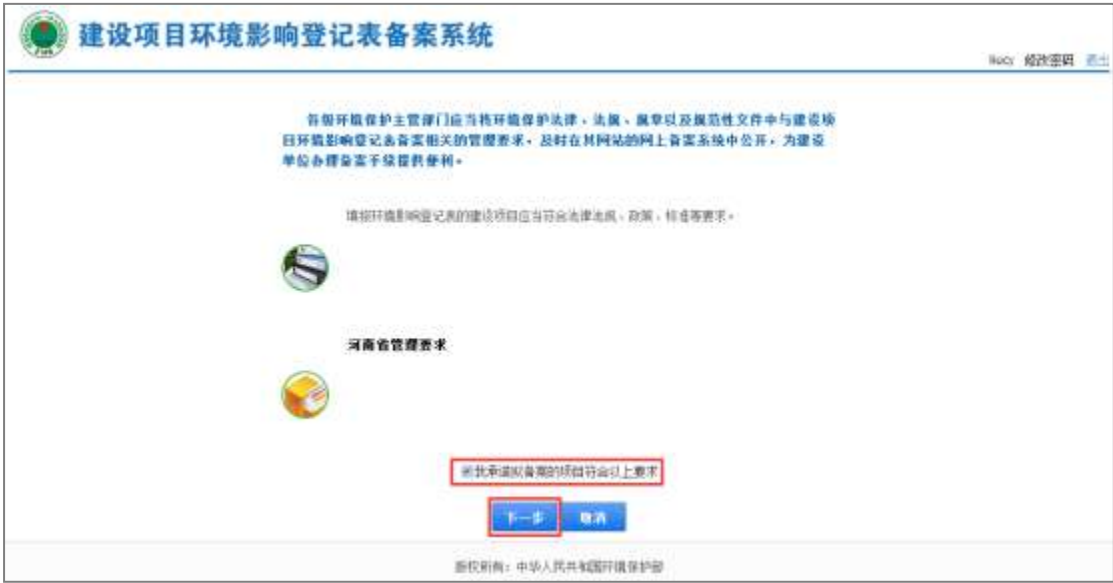 建设项目环境影响登记表备案系统
修改密码 退出
各级环境保护主管部门应当将环境保护法律、法规、规章以及规范性文件中与建设项
目环境影响登记表备案相关的管理要求，及时在其网站的网上备案系统中公开，为建设
单位办理备案手续提供便利。
填报环境影响登记表的建设项目应当符合法律法规、政策、标准等要求。
河南省管理要求
我承诺拟备案的项目符合以上要求
下一步 取消
版权所有：中华人民共和国环境保护部